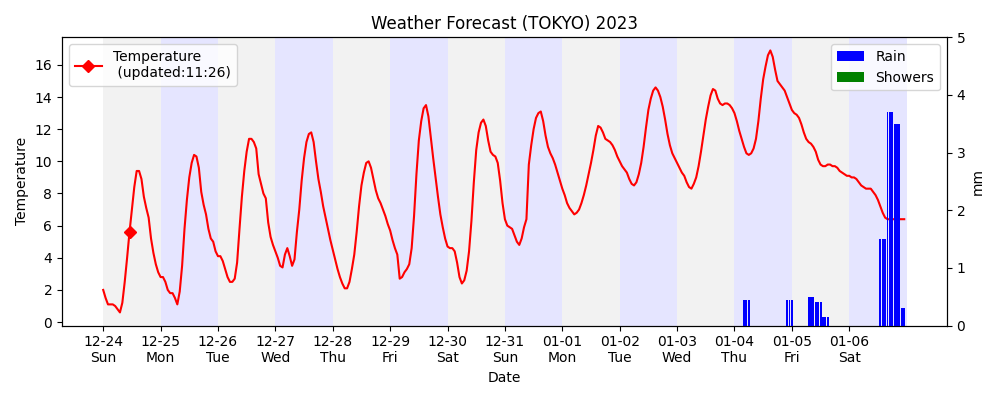 Weather Forecast (TOKYO) 2023
Temperature
(updated:11:26)
Rain
Showers
Temperature
16
14
12
10
8
6
4
2
0
5
4
3
2
1
0
mm
12-24 12-25 12-26 12-27 12-28 12-29 12-30 12-31 01-01 01-02 01-03 01-04 01-05 01-06
Sun Mon Tue Wed Thu Fri Sat Sun Mon Tue Wed Thu Fri Sat
Date